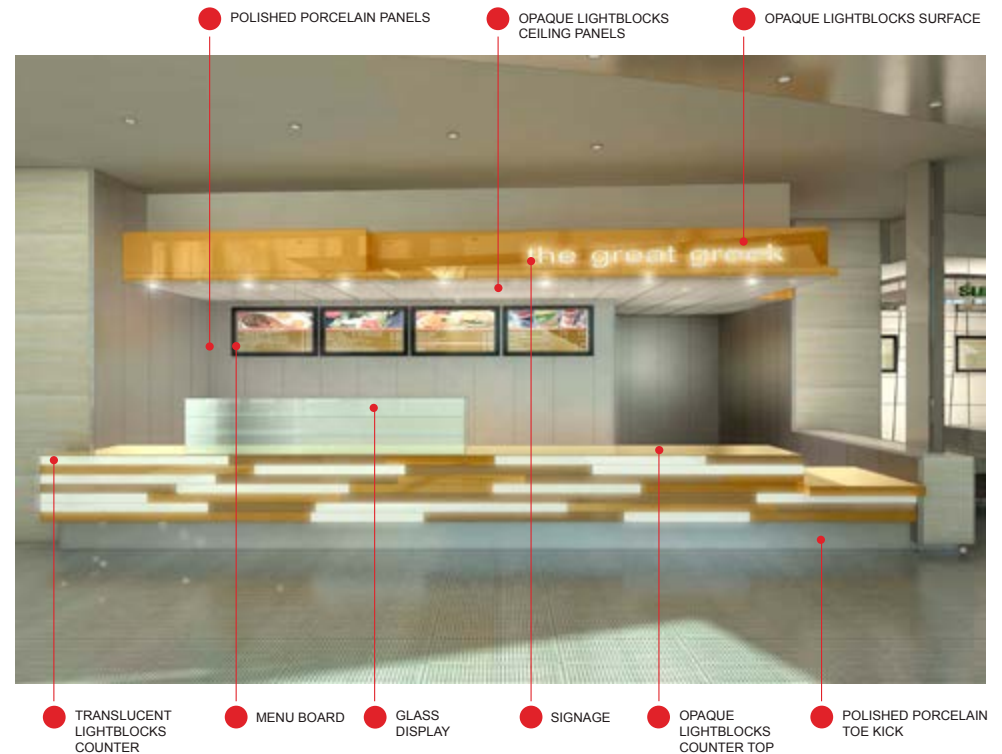 POLISHED PORCELAIN PANELS
OPAQUE LIGHTBLOCKS
CEILING PANELS
OPAQUE LIGHTBLOCKS SURFACE
the great greek
su
TRANSLUCENT
LIGHTBLOCKS
COUNTER
MENU BOARD
GLASS
DISPLAY
SIGNAGE
OPAQUE
LIGHTBLOCKS
COUNTER TOP
POLISHED PORCELAIN
TOE KICK